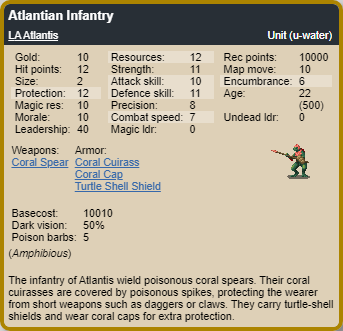 Atlantian Infantry
LA Atlantis Unit (u-water)
Gold: 10 Resources: 12 Rec points: 10000
Hit points: 12 Strength: 11 Map move: 10
Size: 2 Attack skill: 10 Encumbrance: 6
Protection: 12 Defence skill: 11 Age: 22
Magic res: 10 Precision: 8 (500)
Morale: 10 Combat speed: 7 Undead ldr: 0
Leadership: 40 Magic ldr: 0
Weapons: Armor:
Coral Spear Coral Cuirass
Coral Cap
Turtle Shell Shield
Basecost: 10010
Dark vision: 50%
Poison barbs: 5
(Amphibious)
The infantry of Atlantis wield poisonous coral spears. Their coral
cuirasses are covered by poisonous spikes, protecting the wearer
from short weapons such as daggers or claws. They carry turtle-shell
shields and wear coral caps for extra protection.